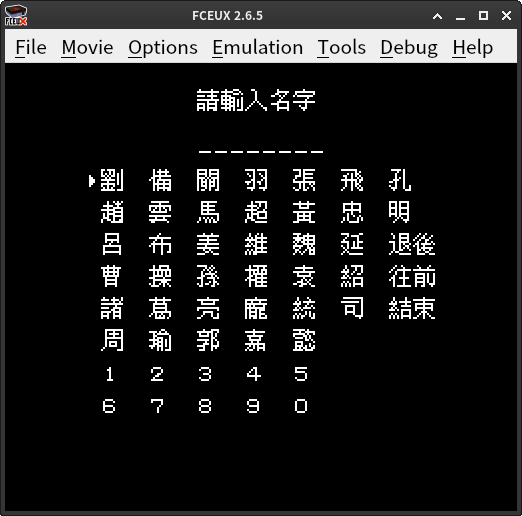 FCEUX 2.6.5
File Movie Options Emulation Tools Debug Help
請輸入名字
--------
劉 備 關 羽 張 飛 孔
趙 雲 馬 超 黃 忠 明
呂 布 姜 維 魏 延 退後
曹 操 孫 權 袁 紹 往前
諸 葛 亮 龐 統 司 結束
周 瑜 郭 嘉 懿
1 2 3 4 5
6 7 8 9 0